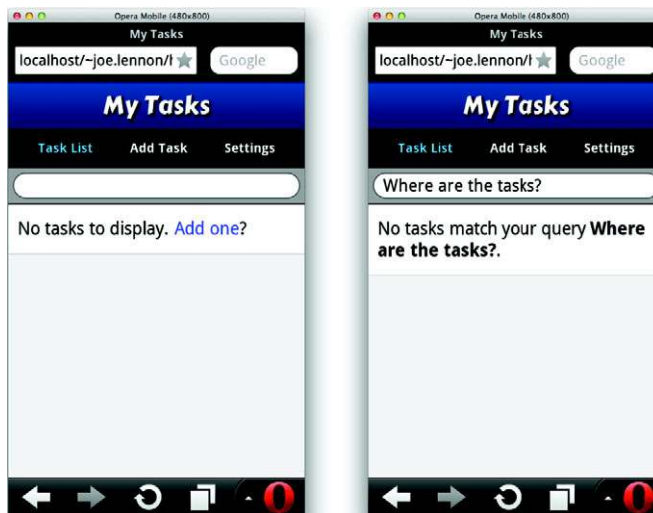 Opera Mobile (480x800)
My Tasks
localhost/~joe.lennon/h
Google
My Tasks
Task List Add Task Settings
No tasks to display. Add one?
Opera Mobile (480x800)
My Tasks
localhost/~joe.lennon/h
Google
My Tasks
Task List Add Task Settings
Where are the tasks?
No tasks match your query Where
are the tasks?.